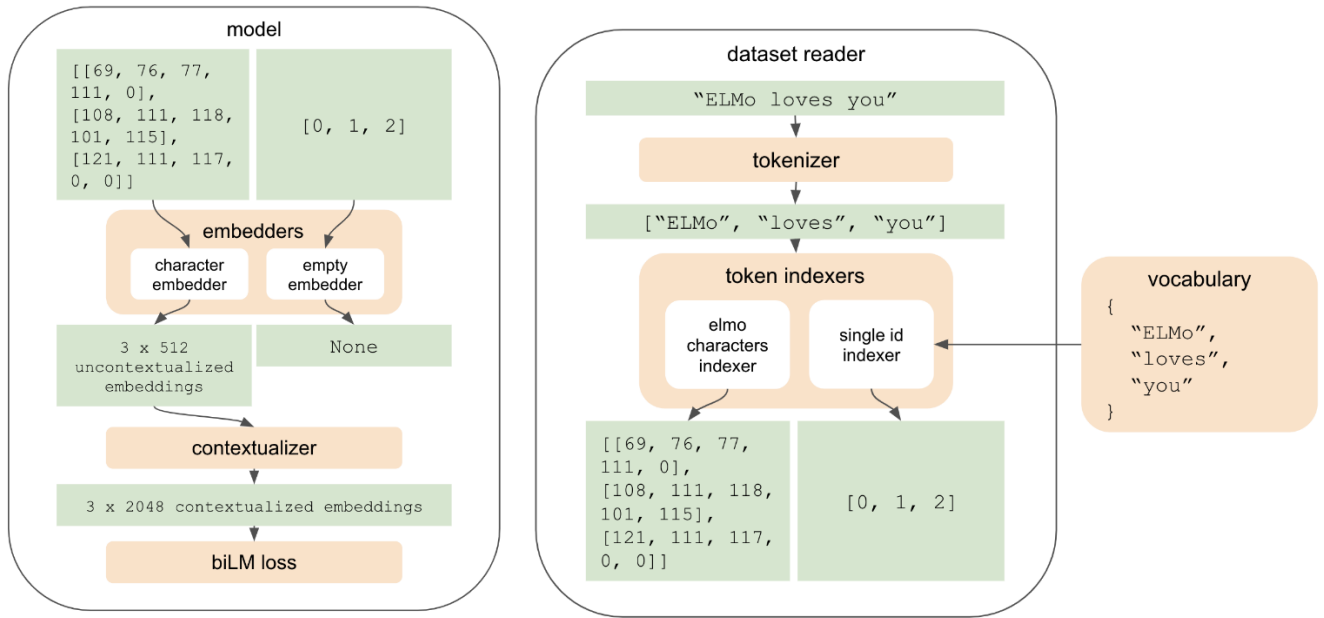 model
[[69, 76, 77,
111, 0],
[108, 111, 118,
101, 115],
[121, 111, 117,
0, 0]]
[0, 1, 2]
embedders
character
embedder
empty
embedder
3 x 512
uncontextualized
embeddings
None
contextualizer
3 x 2048 contextualized embeddings
biLM loss
dataset reader
“ELMo loves you”
tokenizer
[“ELMo”, “loves”, “you”]
token indexers
elmo
characters
indexer
single id
indexer
[[69, 76, 77,
111, 0],
[108, 111, 118,
101, 115],
[121, 111, 117,
0, 0]]
[0, 1, 2]
vocabulary
{
“ELMo”,
“loves”,
“you”
}